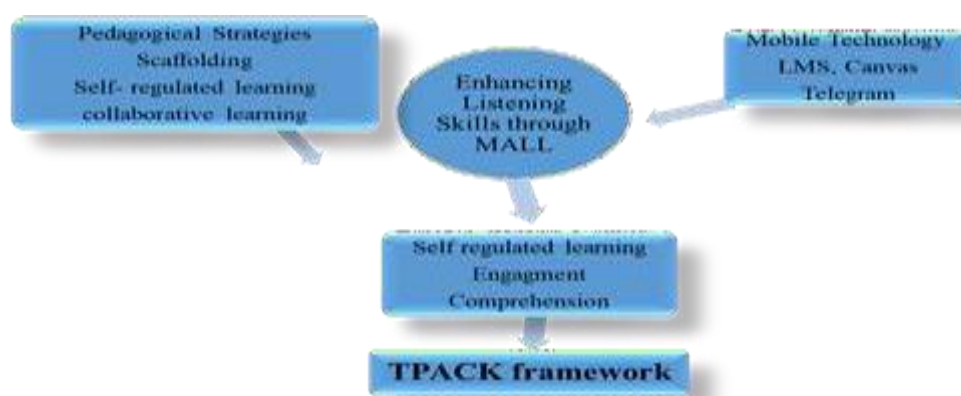 Pedagogical Strategies
Scaffolding
Self- regulated learning
collaborative learning
Enhancing
Listening
Skills through
MALL
Mobile Technology
LMS, Canvas
Telegram
Self regulated learning
Engagment
Comprehension
TPACK framework